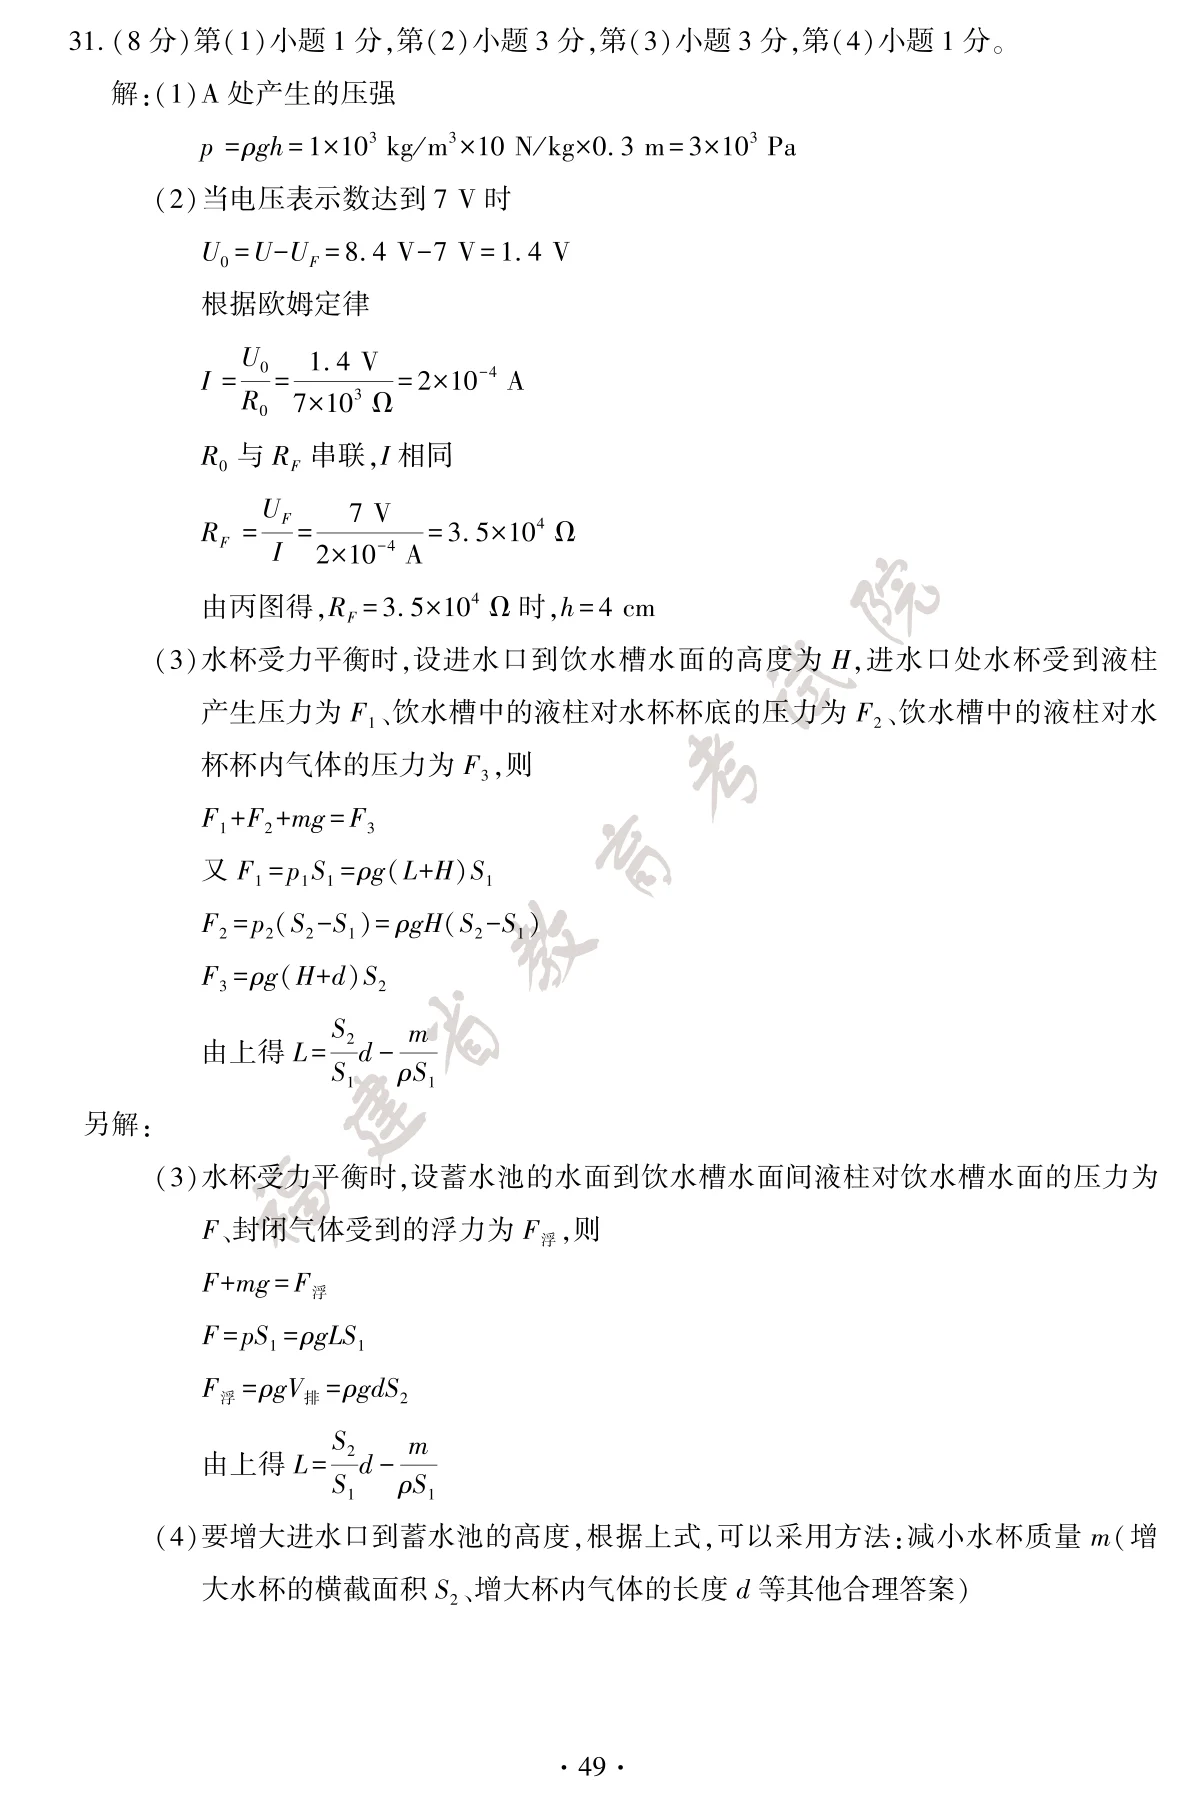 31.(8分)第(1)小题1分,第(2)小题3分,第(3)小题3分,第(4)小题1分。
解:(1)A处产生的压强
p=ρgh=1×10³ kg/m³×10 N/kg×0.3 m=3×10³ Pa
(2)当电压表示数达到7 V时
U₀=U-U_F=8.4 V-7 V=1.4 V
根据欧姆定律
I=U₀/R₀=1.4 V/(7×10³ Ω)=2×10⁻⁴ A
R₀与R_F串联,I相同
R_F=U_F/I=7 V/(2×10⁻⁴ A)=3.5×10⁴ Ω
由丙图得,R_F=3.5×10⁴ Ω时,h=4 cm
(3)水杯受力平衡时,设进水口到饮水槽水面的高度为H,进水口处水杯受到液柱
产生压力为F₁、饮水槽中的液柱对水杯杯底的压力为F₂、饮水槽中的液柱对水
杯杯内气体的压力为F₃,则
F₁+F₂+mg=F₃
又F₁=p₁S₁=ρg(L+H)S₁
F₂=p₂(S₂-S₁)=ρgH(S₂-S₁)
F₃=ρg(H+d)S₂
由上得L=S₂/S₁ d-m/ρS₁
另解:
(3)水杯受力平衡时,设蓄水池的水面到饮水槽水面间液柱对饮水槽水面的压力为
F、封闭气体受到的浮力为F浮,则
F+mg=F浮
F=pS₁=ρgLS₁
F浮=ρgV排=ρgdS₂
由上得L=S₂/S₁ d-m/ρS₁
(4)要增大进水口到蓄水池的高度,根据上式,可以采用方法:减小水杯质量m(增
大水杯的横截面积S₂、增大杯内气体的长度d等其他合理答案)
·49·
福建省教育考试院